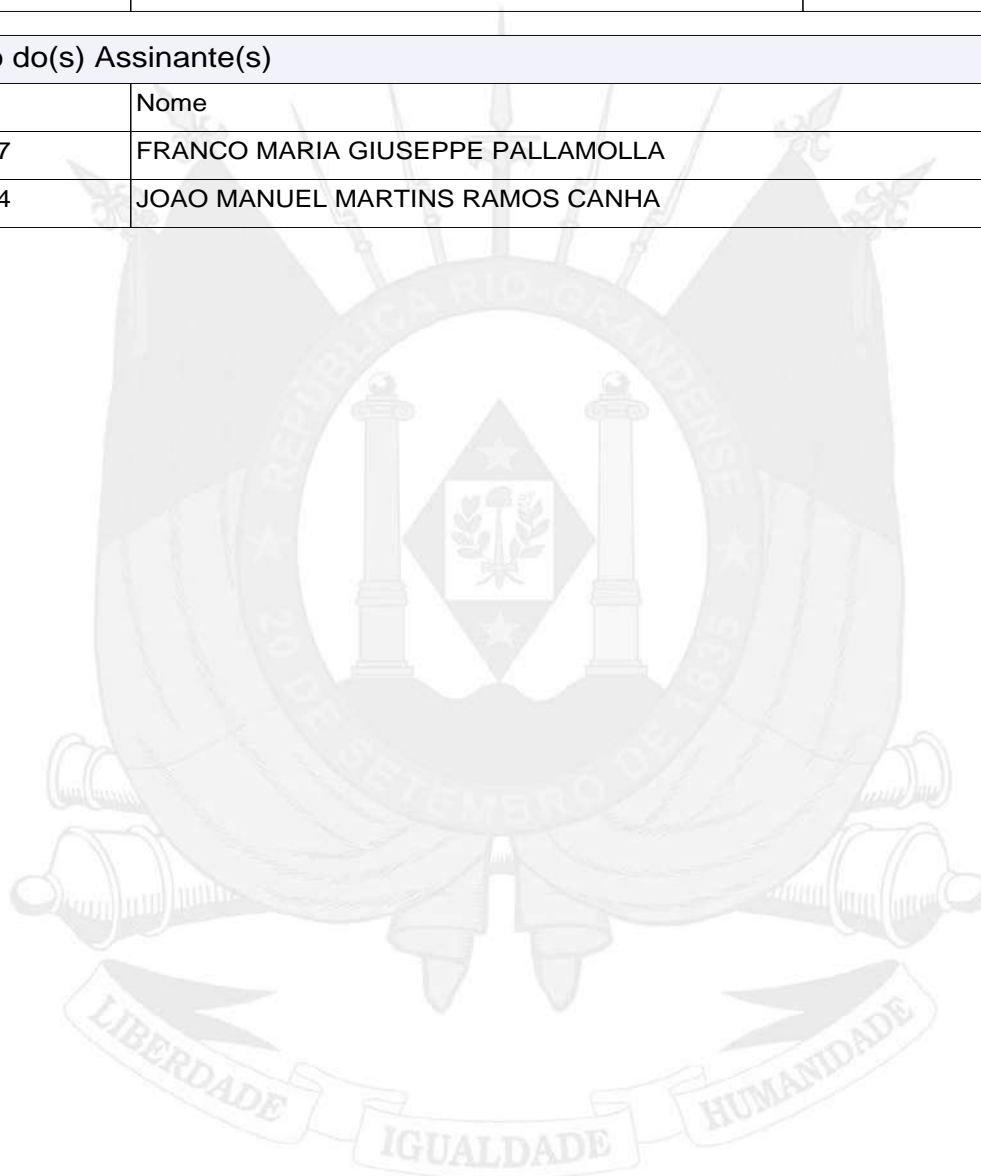 o do(s) Assinante(s)
Nome
7 FRANCO MARIA GIUSEPPE PALLAMOLLA
4 JOAO MANUEL MARTINS RAMOS CANHA
REPÚBLICA RIO-GRANDENSE
20 DE SETEMBRO DE 1835
LIBERDADE IGUALDADE HUMANIDADE